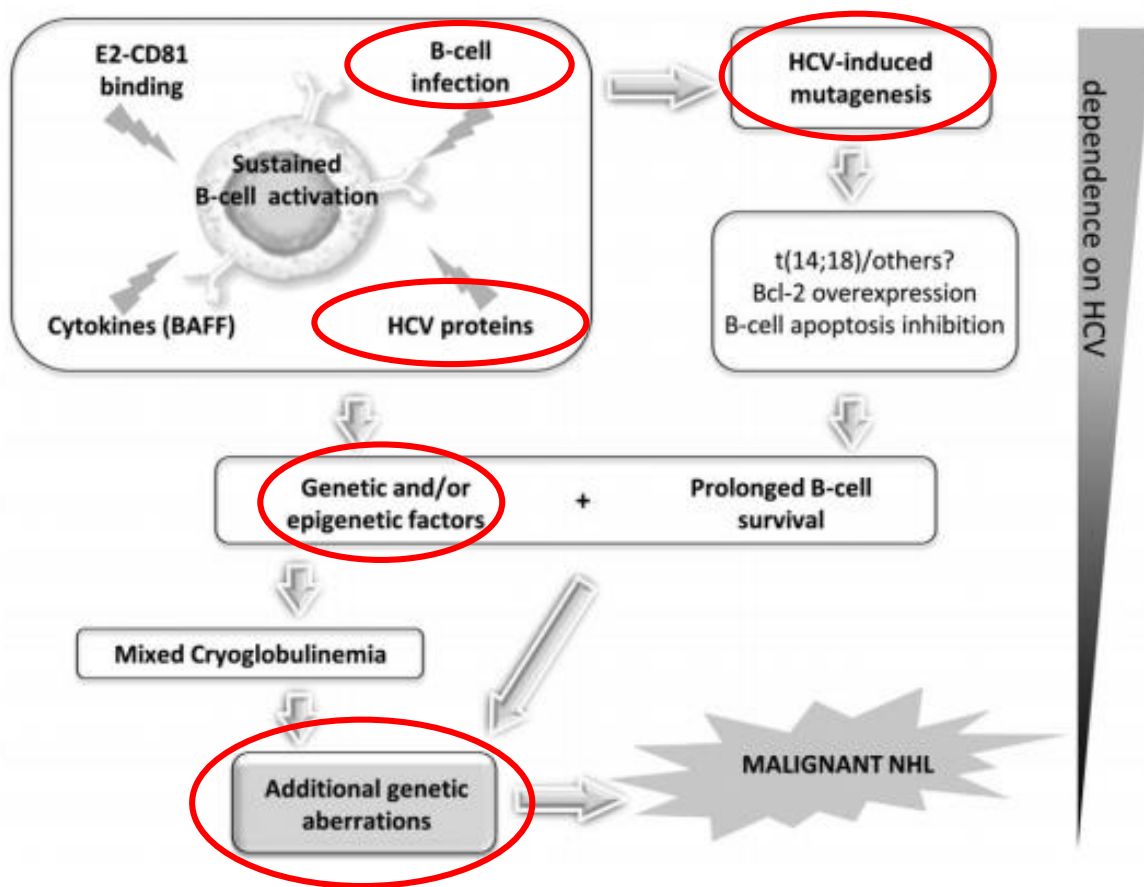 E2-CD81
binding
B-cell
infection
Sustained
B-cell activation
Cytokines (BAFF)
HCV proteins
HCV-induced
mutagenesis
t(14;18)/others?
Bcl-2 overexpression
B-cell apoptosis inhibition
dependence on HCV
Genetic and/or
epigenetic factors
+
Prolonged B-cell
survival
Mixed Cryoglobulinemia
Additional genetic
aberrations
MALIGNANT NHL